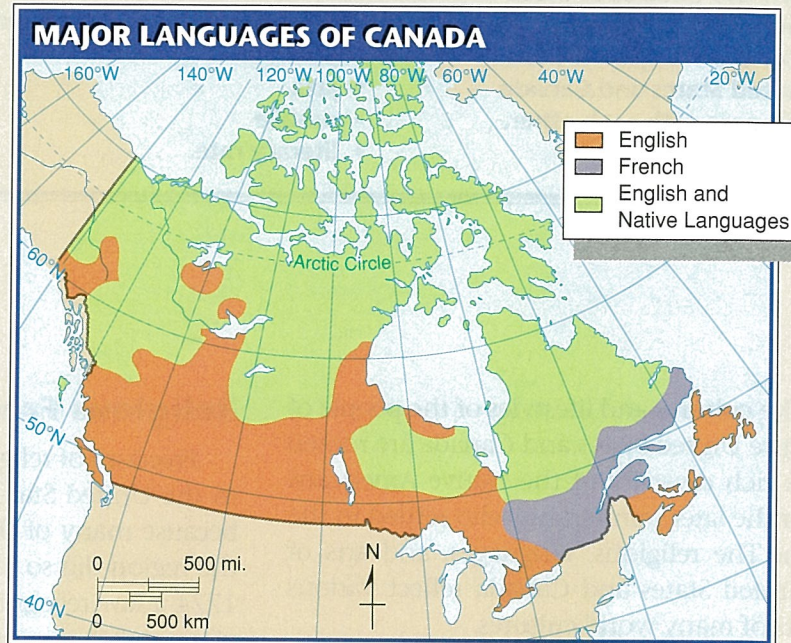 MAJOR LANGUAGES OF CANADA
160°W 140°W 120°W 100°W 80°W 60°W 40°W 20°W
English
French
English and
Native Languages
60°N
Arctic Circle
50°N
N
0 500 mi.
0 500 km
40°N